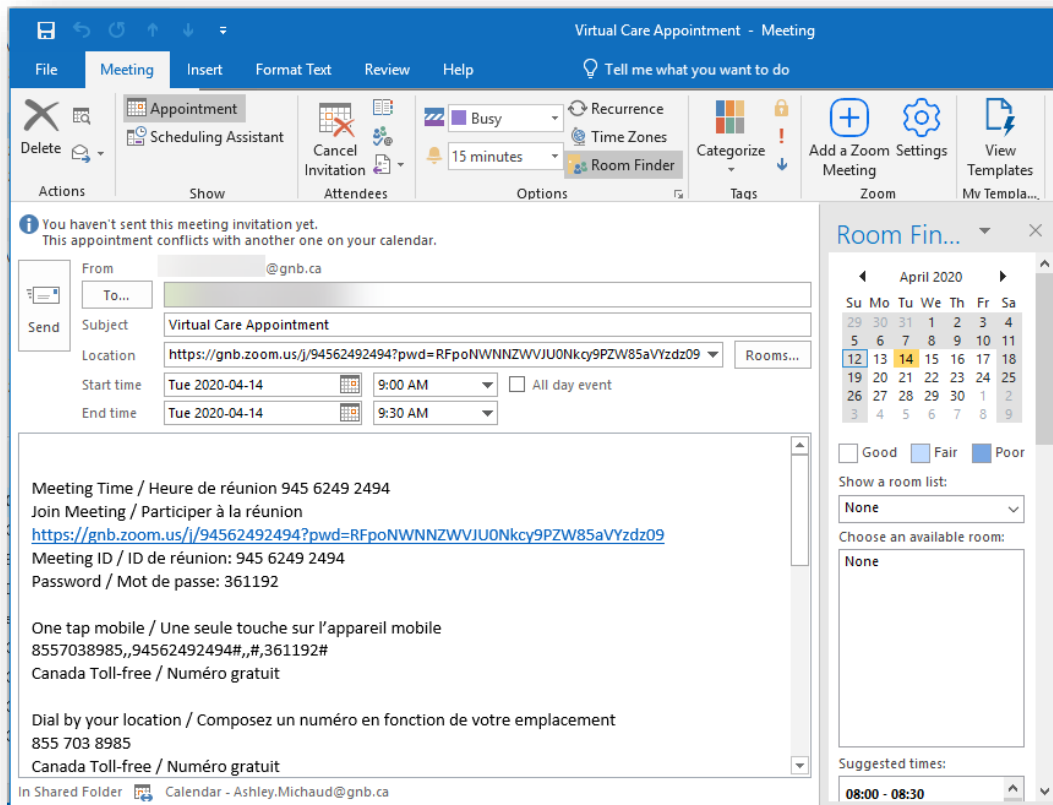 Virtual Care Appointment - Meeting
File Meeting Insert Format Text Review Help Tell me what you want to do
Delete
Actions
Appointment
Scheduling Assistant
Show
Cancel Invitation
Attendees
Busy
15 minutes
Recurrence
Time Zones
Room Finder
Options
Categorize
Tags
Add a Zoom Meeting
Settings
Zoom
View Templates
My Templa...
You haven't sent this meeting invitation yet.
This appointment conflicts with another one on your calendar.
Send
From @gnb.ca
To...
Subject Virtual Care Appointment
Location https://gnb.zoom.us/j/94562492494?pwd=RFpoNWNNZWVJU0Nkcy9PZW85aVYzdz09 Rooms...
Start time Tue 2020-04-14 9:00 AM All day event
End time Tue 2020-04-14 9:30 AM
Meeting Time / Heure de réunion 945 6249 2494
Join Meeting / Participer à la réunion
https://gnb.zoom.us/j/94562492494?pwd=RFpoNWNNZWVJU0Nkcy9PZW85aVYzdz09
Meeting ID / ID de réunion: 945 6249 2494
Password / Mot de passe: 361192
One tap mobile / Une seule touche sur l’appareil mobile
8557038985,,94562492494#,,#,361192#
Canada Toll-free / Numéro gratuit
Dial by your location / Composez un numéro en fonction de votre emplacement
855 703 8985
Canada Toll-free / Numéro gratuit
In Shared Folder Calendar - Ashley.Michaud@gnb.ca
Room Fin...
April 2020
Su Mo Tu We Th Fr Sa
29 30 31 1 2 3 4
5 6 7 8 9 10 11
12 13 14 15 16 17 18
19 20 21 22 23 24 25
26 27 28 29 30 1 2
3 4 5 6 7 8 9
Good Fair Poor
Show a room list:
None
Choose an available room:
None
Suggested times:
08:00 - 08:30